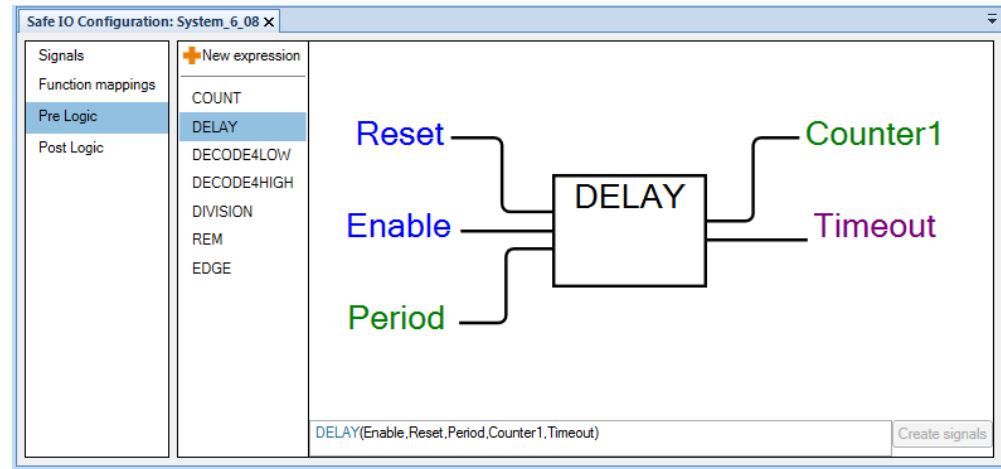 Safe IO Configuration: System_6_08 X
Signals
Function mappings
Pre Logic
Post Logic
New expression
COUNT
DELAY
DECODE4LOW
DECODE4HIGH
DIVISION
REM
EDGE
Reset
Enable
Period
DELAY
Counter1
Timeout
DELAY(Enable,Reset,Period,Counter1,Timeout)
Create signals